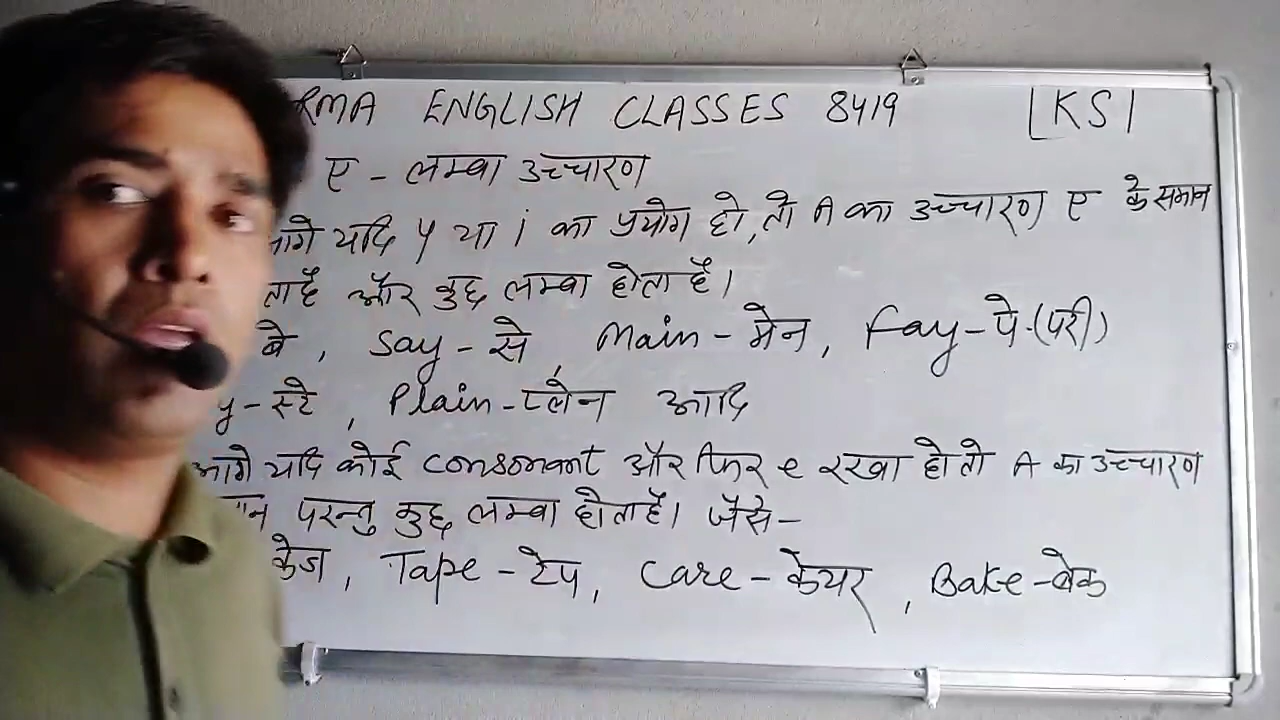 RMA ENGLISH CLASSES 8419 KS
ए - लम्बा उच्चारण
आगे यदि y या i का प्रयोग हो, तो A का उच्चारण ए के समान
ता है और कुछ लम्बा होता है।
बे, Say - से, Main - मेन, Fay - पे (परी)
y - स्टे, Plain - प्लेन आदि
आगे यदि कोई consonant और फिर e रखा हो तो A का उच्चारण
परन्तु कुछ लम्बा होता है। जैसे -
केज, Tape - टेप, Care - केयर, Bake - बेक